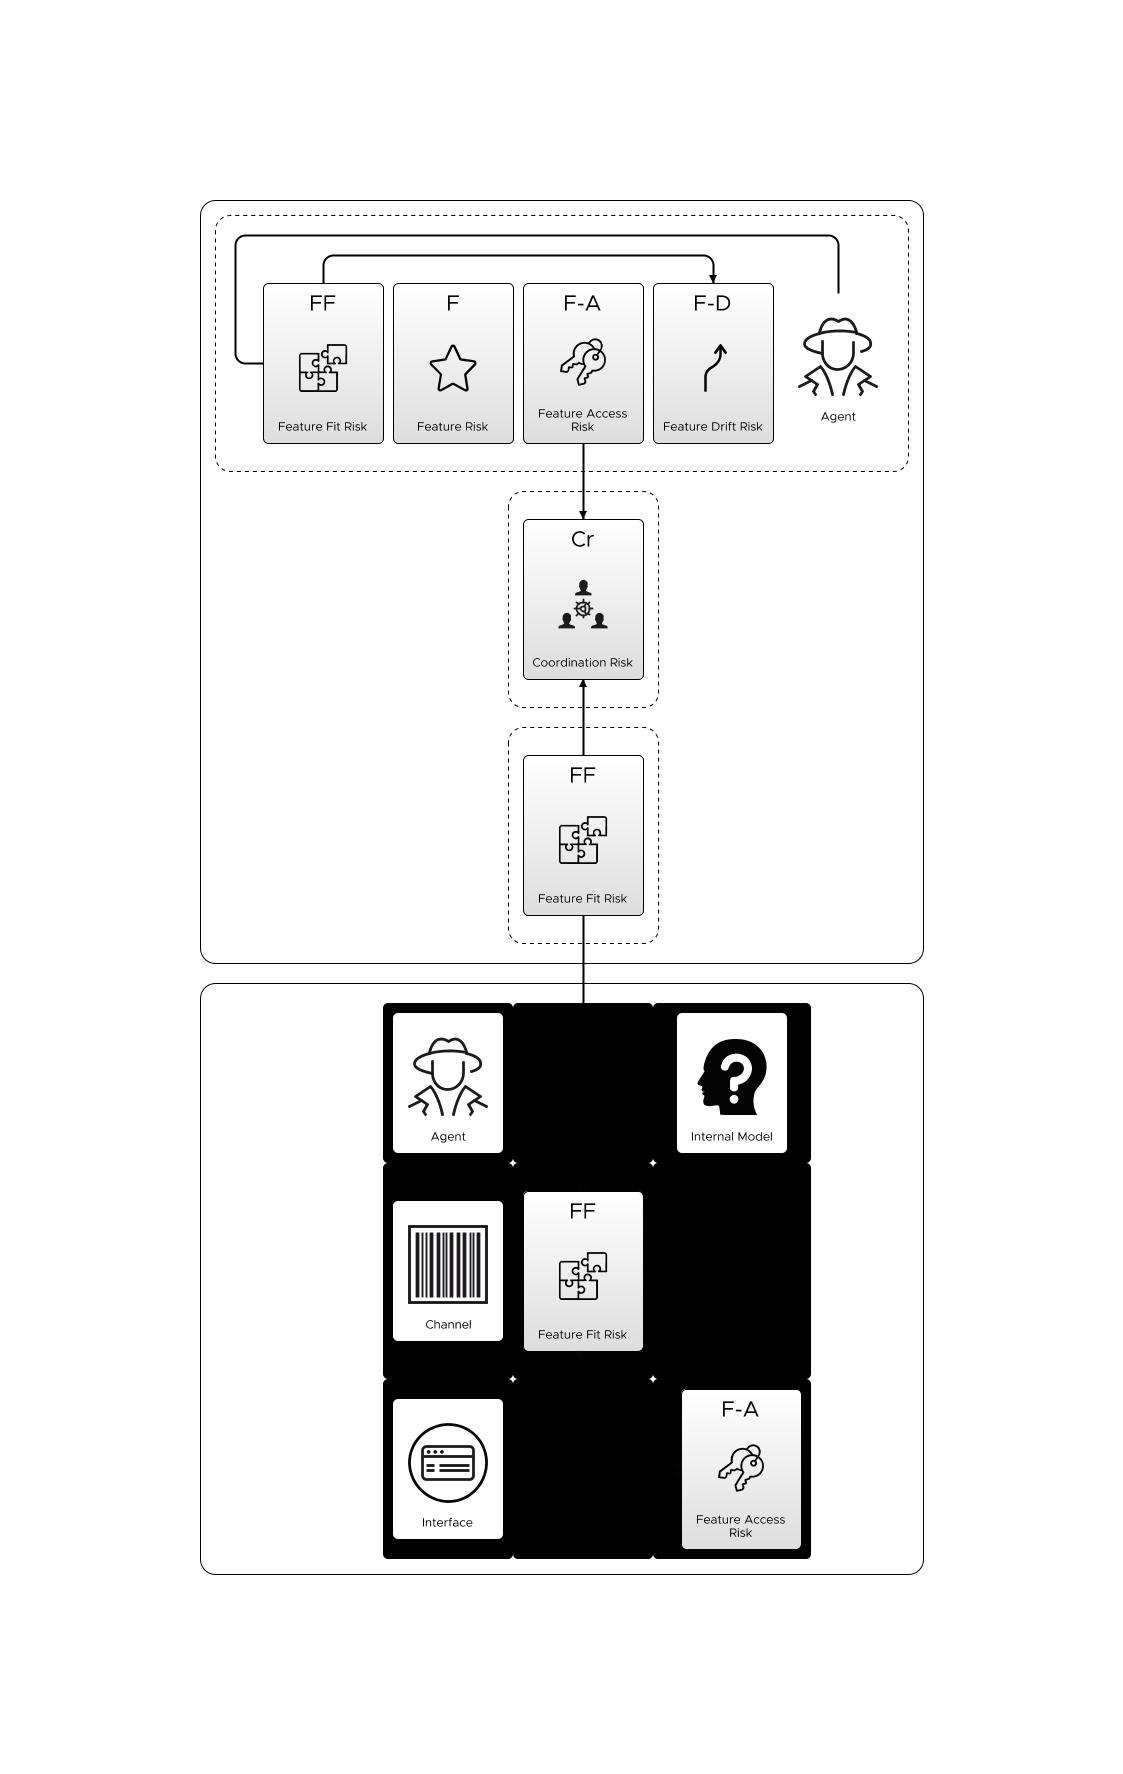 FF
F
F-A
F-D
Feature Fit Risk
Feature Risk
Feature Access
Risk
Feature Drift Risk
Agent
Cr
Coordination Risk
FF
Feature Fit Risk
Agent
Internal Model
Channel
FF
Feature Fit Risk
Interface
F-A
Feature Access
Risk